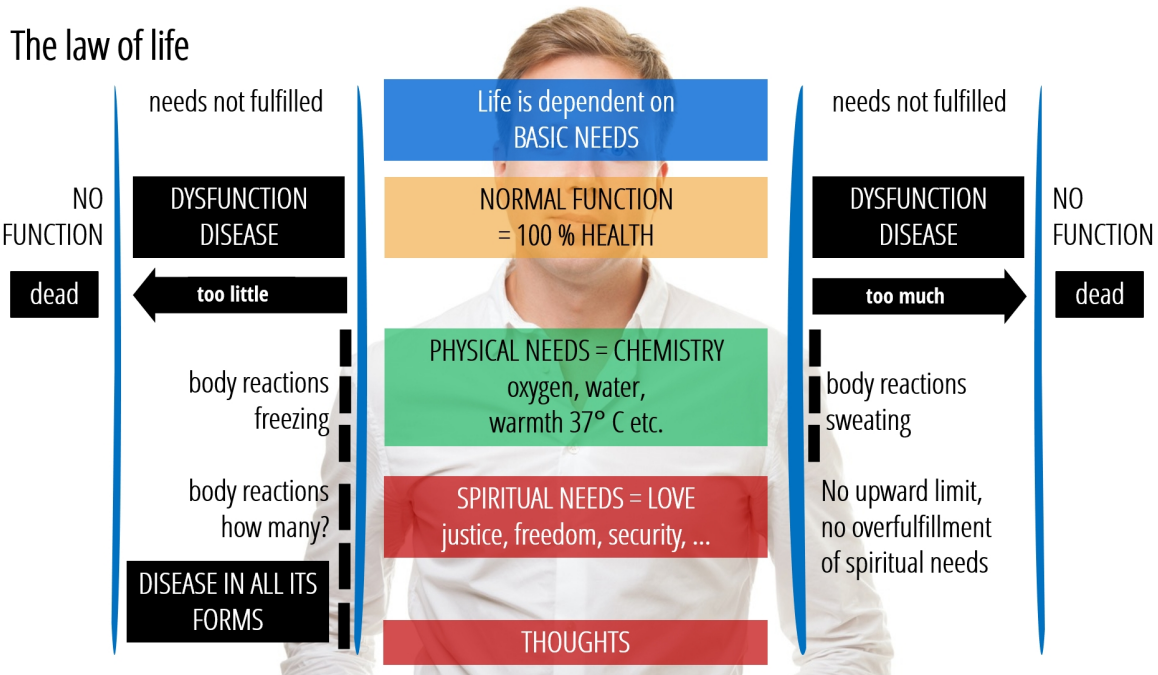 The law of life
needs not fulfilled
Life is dependent on
BASIC NEEDS
needs not fulfilled
NO
FUNCTION
dead
DYSFUNCTION
DISEASE
too little
NORMAL FUNCTION
= 100 % HEALTH
DYSFUNCTION
DISEASE
too much
NO
FUNCTION
dead
body reactions
freezing
PHYSICAL NEEDS = CHEMISTRY
oxygen, water,
warmth 37° C etc.
body reactions
sweating
body reactions
how many?
SPIRITUAL NEEDS = LOVE
justice, freedom, security, ...
No upward limit,
no overfulfillment
of spiritual needs
DISEASE IN ALL ITS
FORMS
THOUGHTS